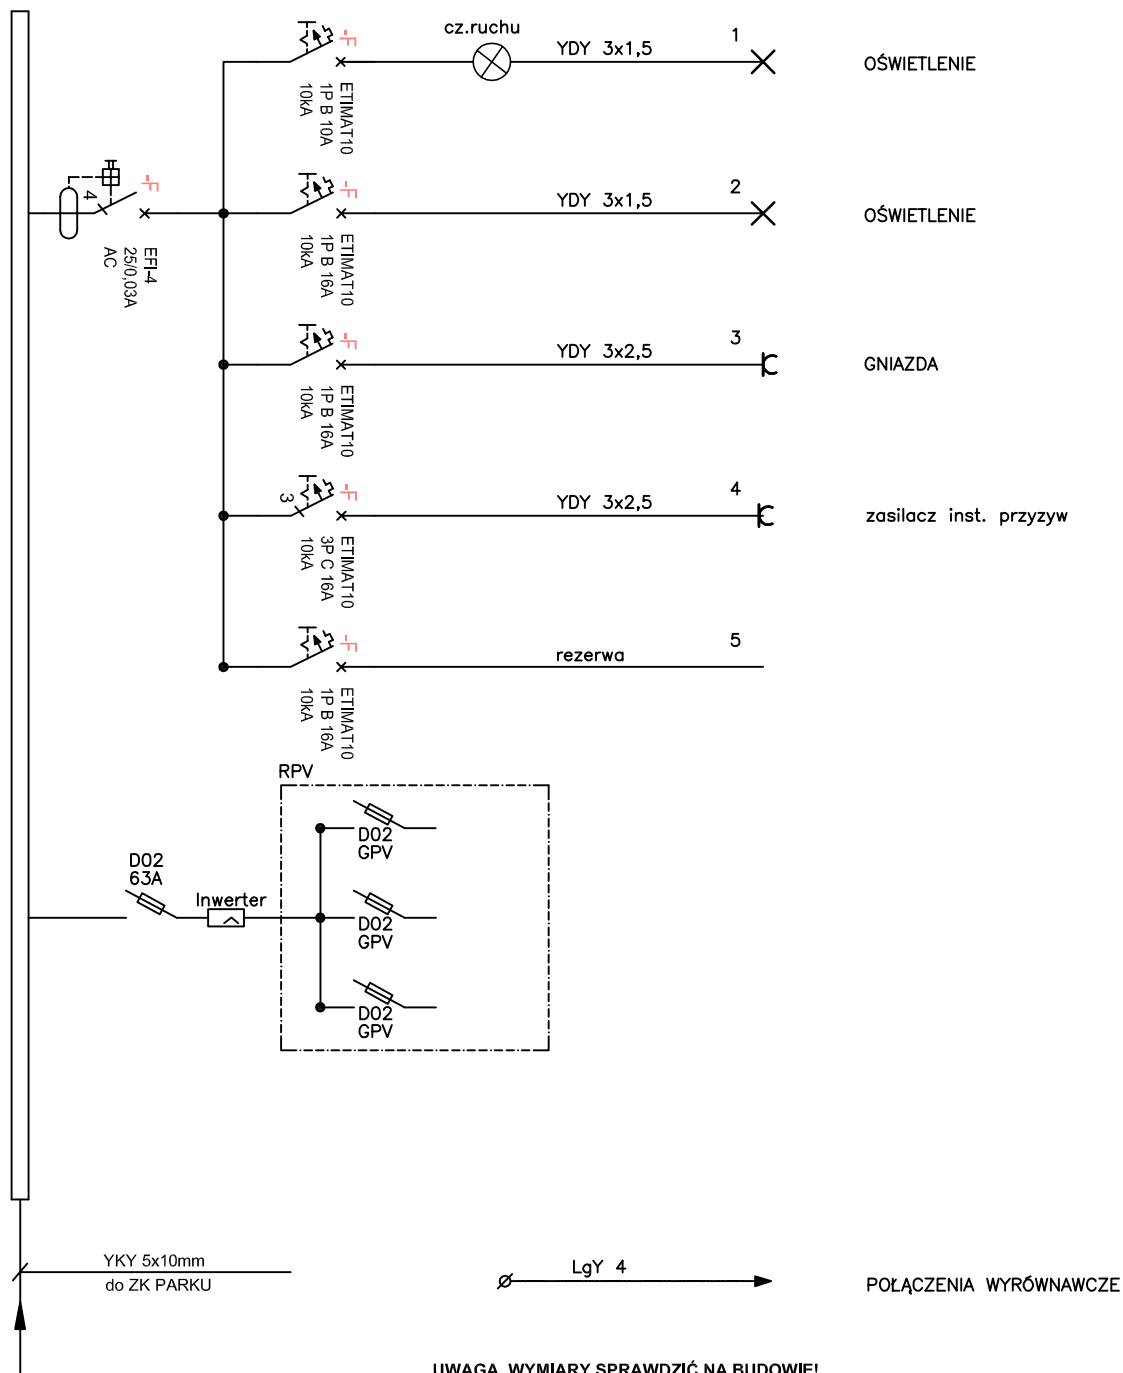 cz.ruchu
YDY 3x1,5
1
OŚWIETLENIE
ETIMAT10
1P B 10A
10kA
YDY 3x1,5
2
OŚWIETLENIE
ETIMAT10
1P B 16A
10kA
4
EFI-4
25/0,03A
AC
YDY 3x2,5
3
GNIAZDA
ETIMAT10
1P B 16A
10kA
3
YDY 3x2,5
4
zasilacz inst. przyzyw
ETIMAT10
3P C 16A
10kA
rezerwa
5
ETIMAT10
1P B 16A
10kA
RPV
D02
GPV
D02
63A
Inwerter
D02
GPV
D02
GPV
YKY 5x10mm
do ZK PARKU
LgY 4
POŁĄCZENIA WYRÓWNAWCZE
UWAGA WYMIARY SPRAWDZIĆ NA BUDOWIE!